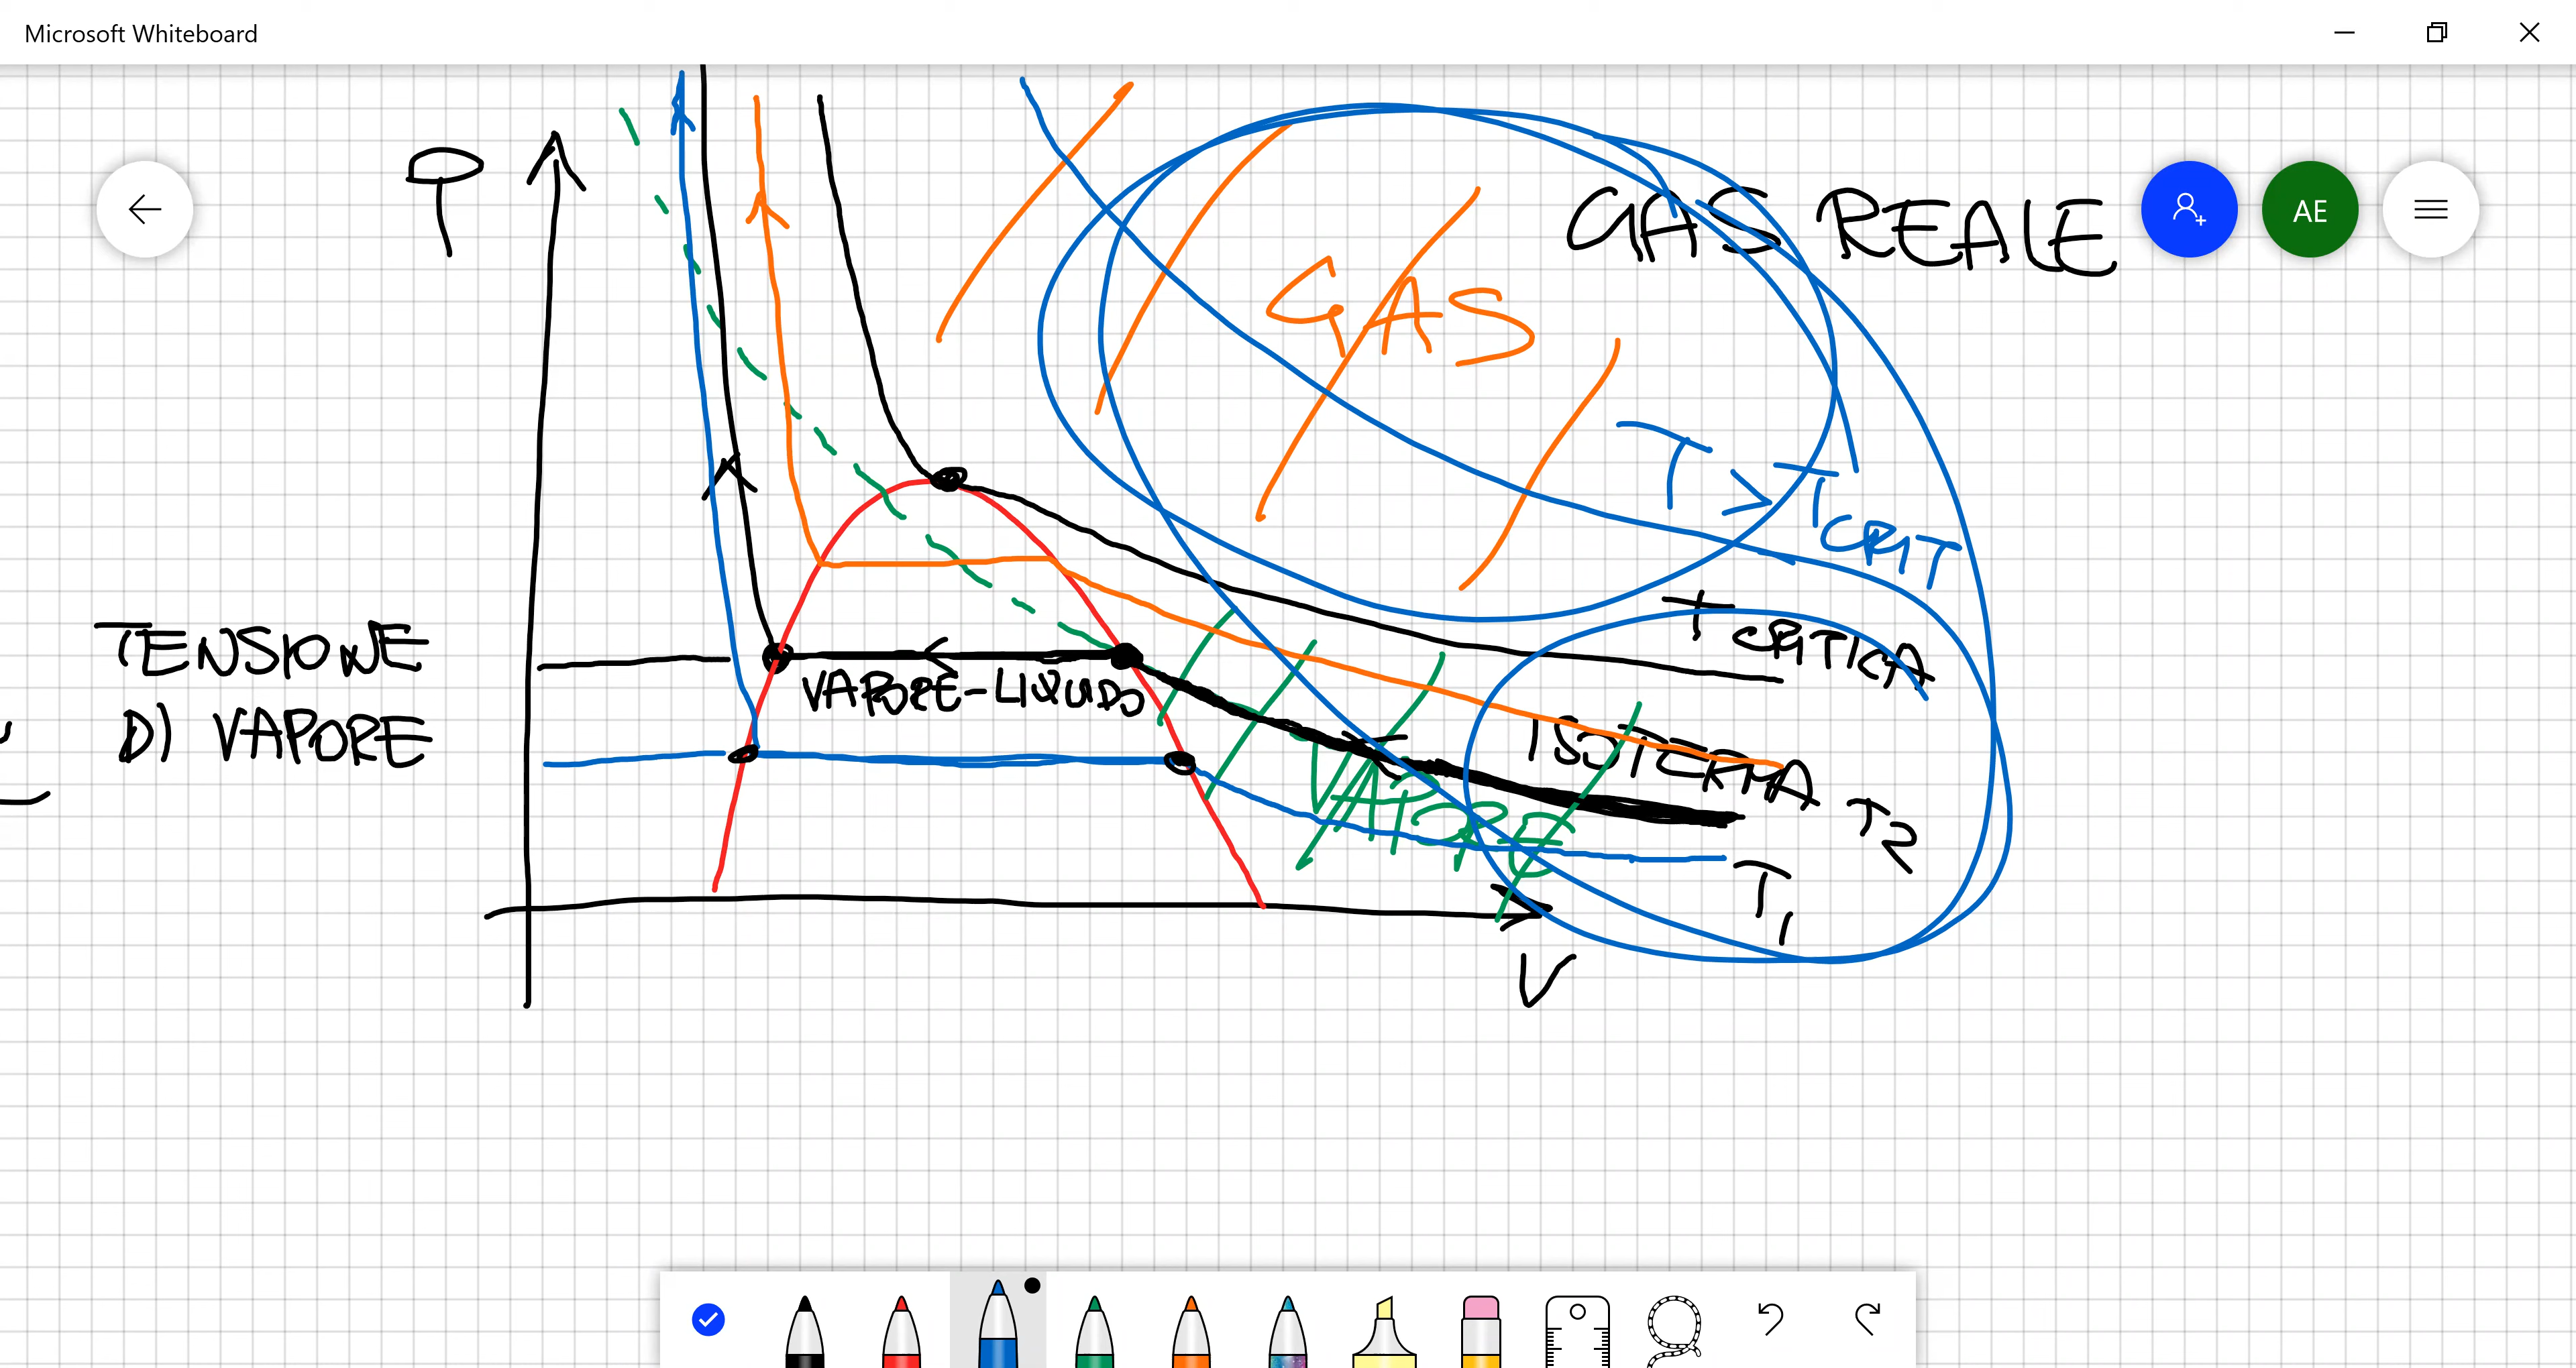 Microsoft Whiteboard
P
GAS REALE
AE
GAS
T > TCRIT
T CRITICA
TENSIONE
DI VAPORE
VAPORE-LIQUIDO
ISOTERMA T2
VAPORE
T1
V